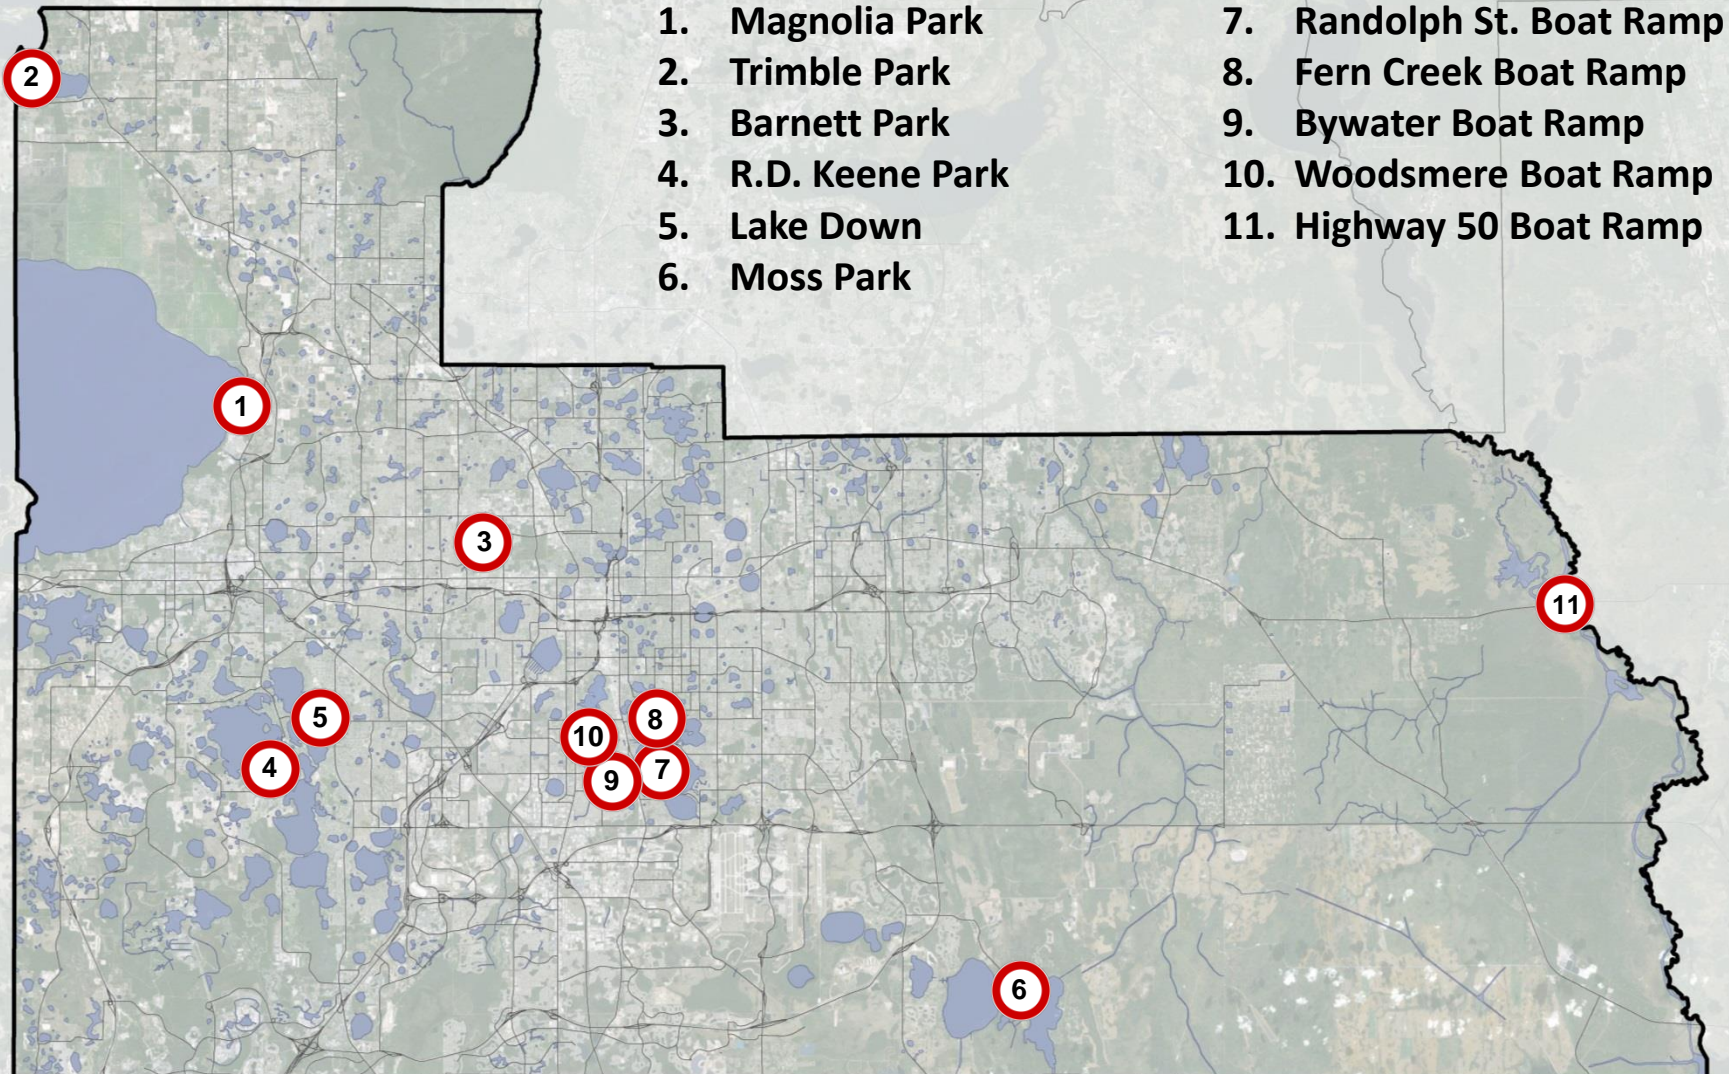 1. Magnolia Park
2. Trimble Park
3. Barnett Park
4. R.D. Keene Park
5. Lake Down
6. Moss Park
7. Randolph St. Boat Ramp
8. Fern Creek Boat Ramp
9. Bywater Boat Ramp
10. Woodsmere Boat Ramp
11. Highway 50 Boat Ramp
2
1
3
11
5
8
10
4
7
9
6